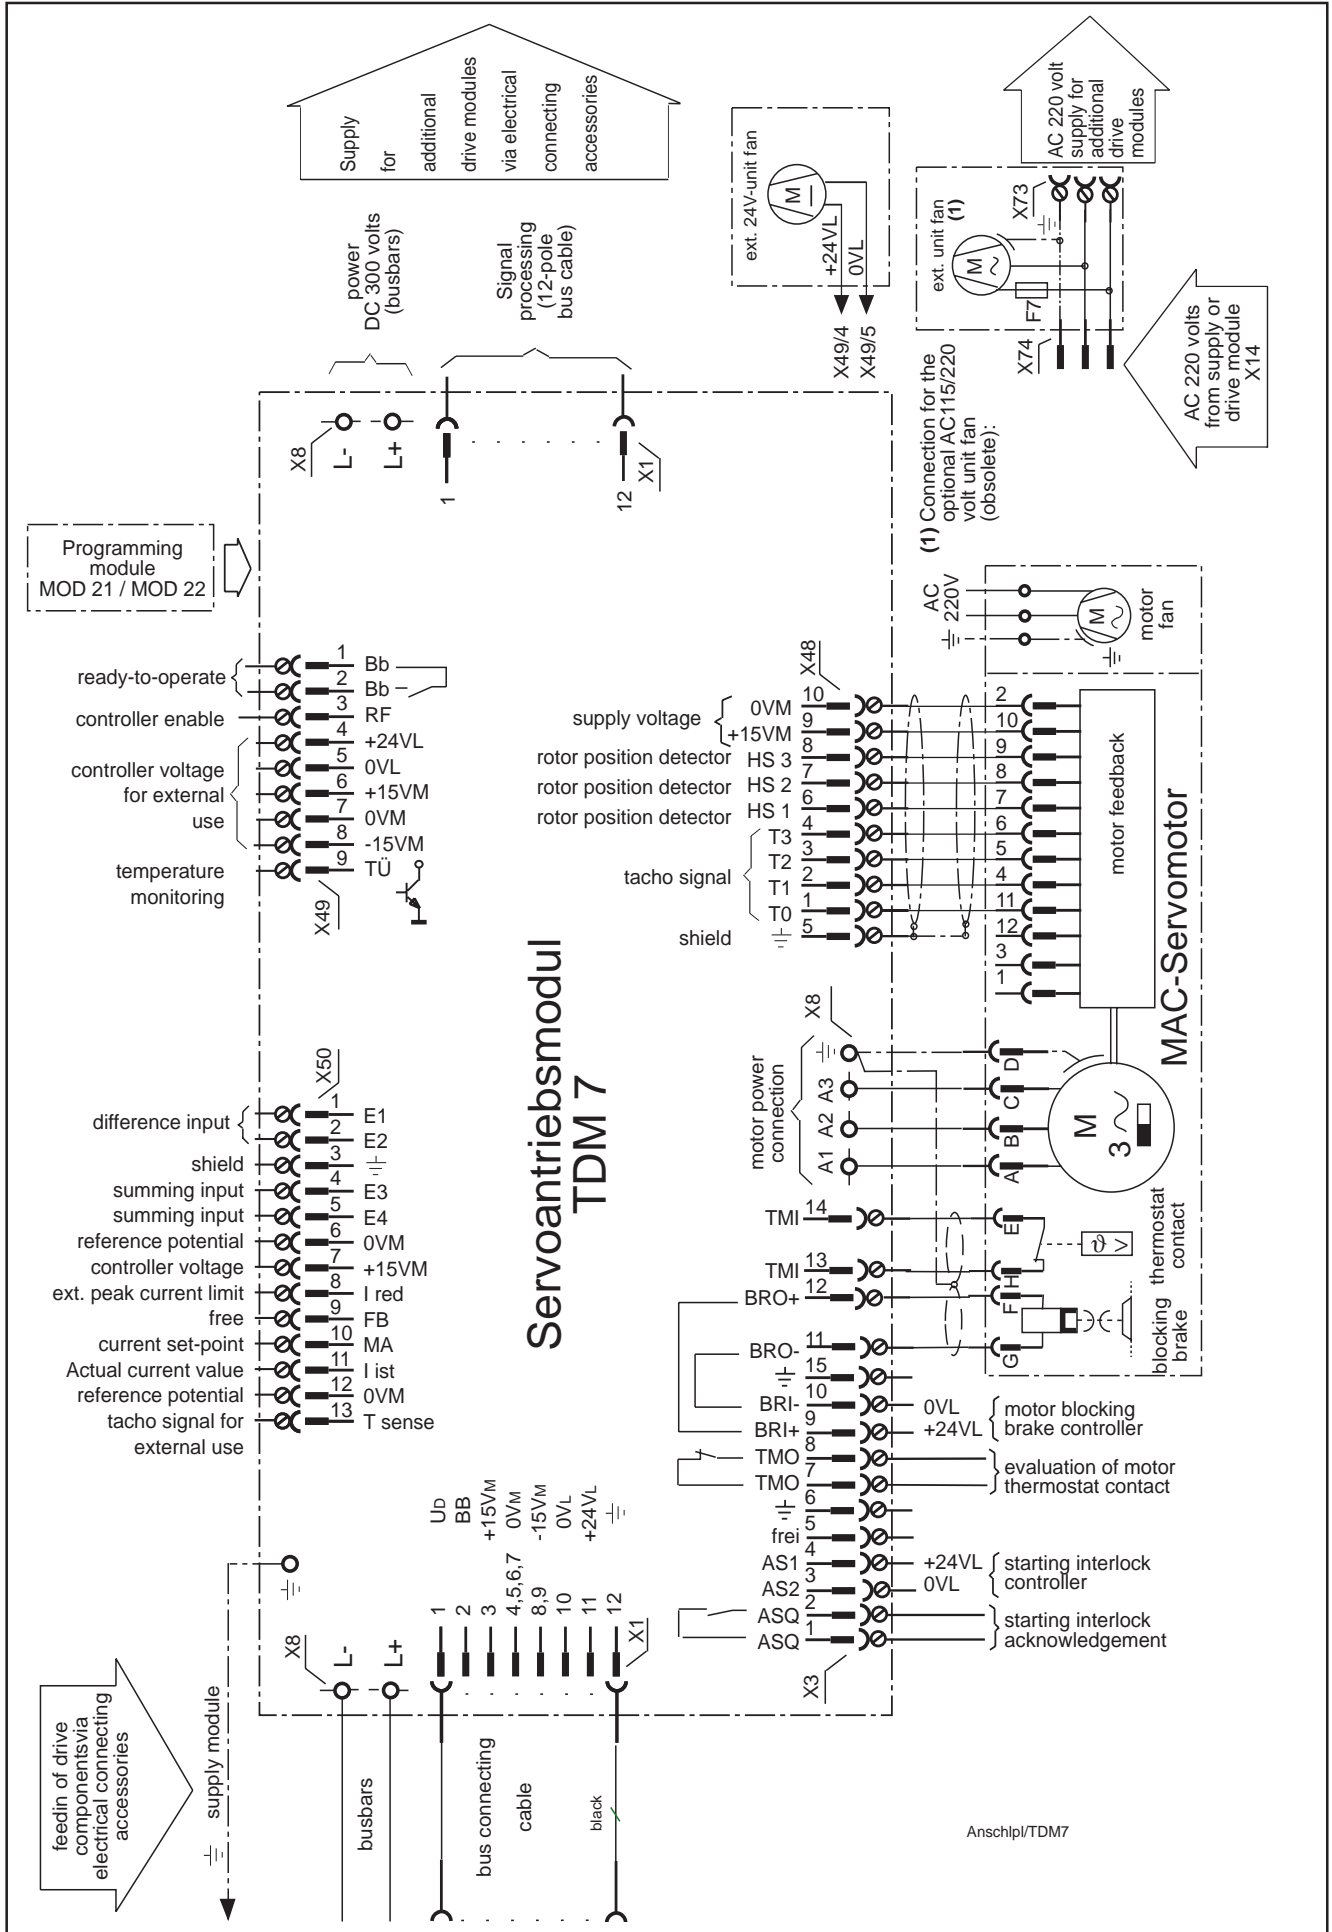 Supply
for
additional
drive modules
via electrical
connecting
accessories
AC 220 volt
supply for
additional
drive
modules
power
DC 300 volts
(busbars)
Signal
processing
(12-pole
bus cable)
ext. 24V-unit fan
M
+24VL
0VL
X49/4
X49/5
ext. unit fan
(1)
M
F7
X73
X74
AC 220 volts
from supply or
drive module
X14
(1) Connection for the
optional AC115/220
volt unit fan
(obsolete):
X8
L-
L+
1
12
X1
Programming
module
MOD 21 / MOD 22
ready-to-operate
1 Bb
2 Bb
controller enable 3 RF
controller voltage
for external
use
4 +24VL
5 0VL
6 +15VM
7 0VM
8 -15VM
temperature
monitoring
9 TÜ
X49
AC
220V
M
motor
fan
X48
supply voltage
0VM 10 2
+15VM 9 10
rotor position detector HS 3 8 9
rotor position detector HS 2 7 8
rotor position detector HS 1 6 7
tacho signal
T3 4 6
T2 3 5
T1 2 4
T0 1 11
shield 5 12
3
1
motor feedback
MAC-Servomotor
Servoantriebsmodul
TDM 7
X50
difference input
1 E1
2 E2
shield 3
summing input 4 E3
summing input 5 E4
reference potential 6 0VM
controller voltage 7 +15VM
ext. peak current limit 8 I red
free 9 FB
current set-point 10 MA
Actual current value 11 I ist
reference potential 12 0VM
tacho signal for
external use
13 T sense
X8
motor power
connection
A3 D
A2 C
A1 B
A
M
3
TMI 14 E
TMI 13 H
BRO+ 12 F
BRO- 11 G
ϑ >
thermostat
contact
blocking
brake
15
BRI- 10 0VL
BRI+ 9 +24VL
motor blocking
brake controller
TMO 8
TMO 7
evaluation of motor
thermostat contact
6
frei 5
AS1 4 +24VL
AS2 3 0VL
starting interlock
controller
ASQ 2
ASQ 1
starting interlock
acknowledgement
X3
UD
BB
+15VM
0VM
-15VM
0VL
+24VL
1
2
3
4,5,6,7
8,9
10
11
12
X1
X8
L-
L+
feedin of drive
componentsvia
electrical connecting
accessories
supply module
busbars
bus connecting
cable
black
Anschlpl/TDM7